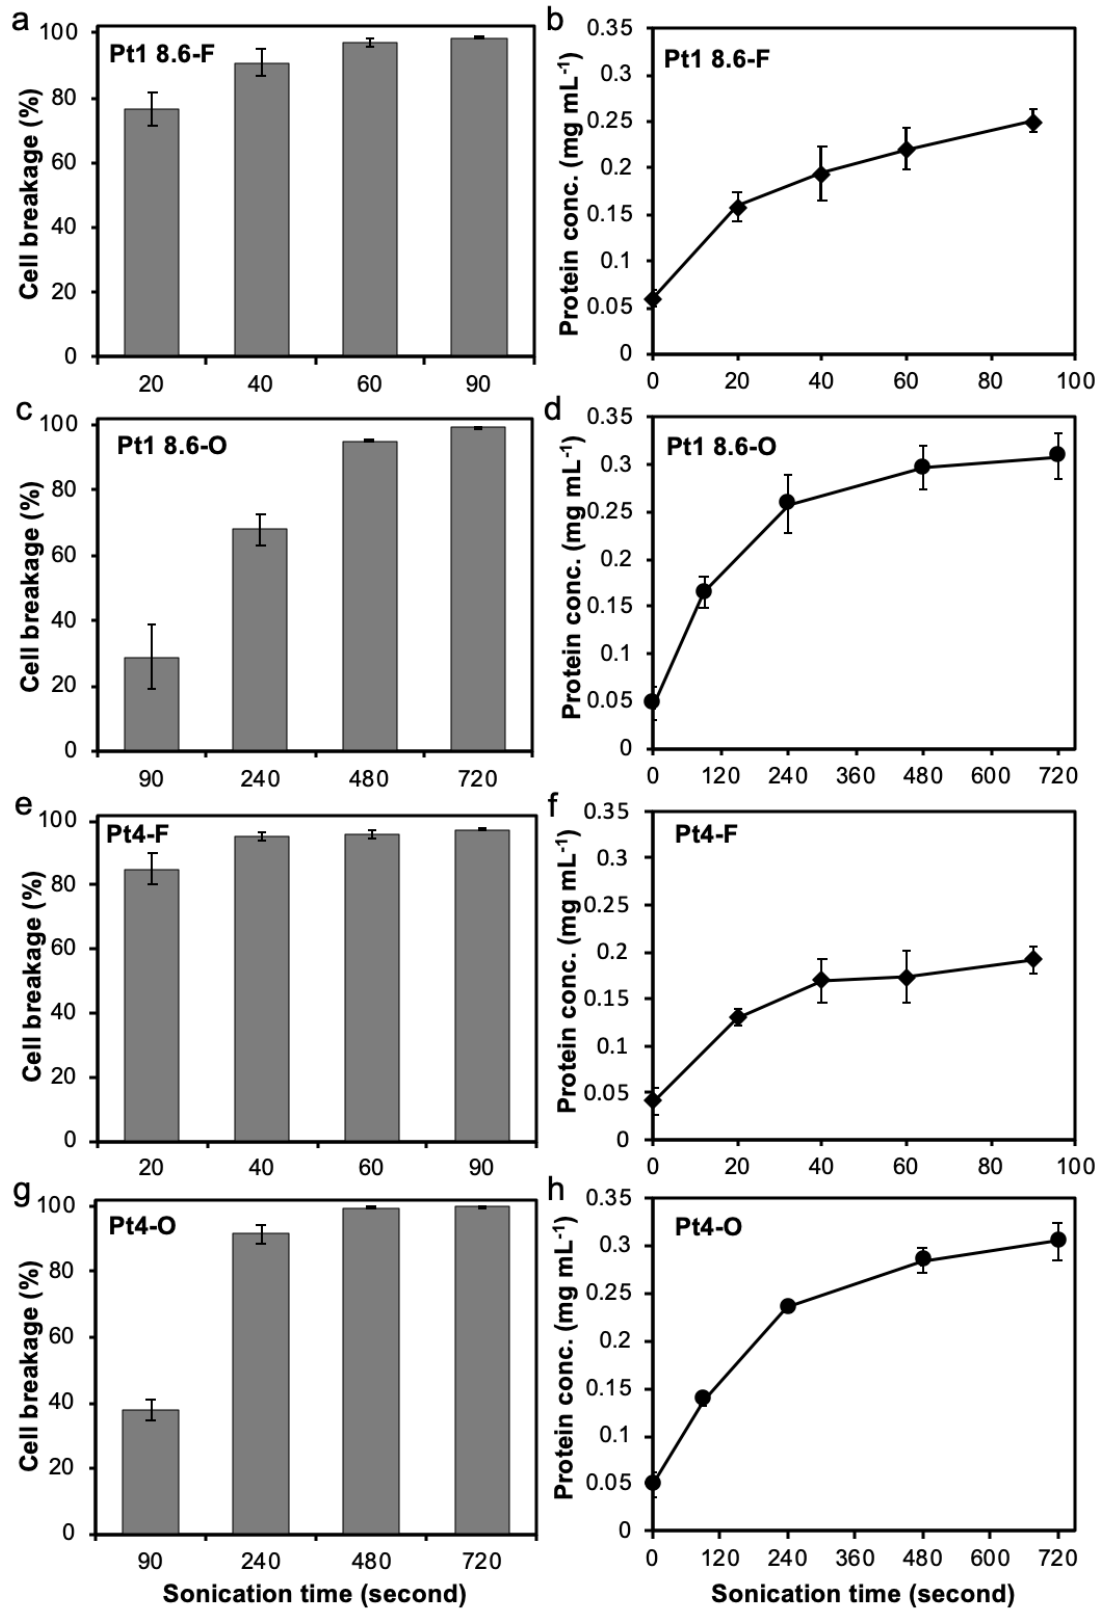 a
Pt1 8.6-F
Cell breakage (%)
100
80
60
40
20
0
20 40 60 90
b
Pt1 8.6-F
Protein conc. (mg mL-1)
0.35
0.3
0.25
0.2
0.15
0.1
0.05
0
0 20 40 60 80 100
c
Pt1 8.6-O
Cell breakage (%)
100
80
60
40
20
0
90 240 480 720
d
Pt1 8.6-O
Protein conc. (mg mL-1)
0.35
0.3
0.25
0.2
0.15
0.1
0.05
0
0 120 240 360 480 600 720
e
Pt4-F
Cell breakage (%)
100
80
60
40
20
0
20 40 60 90
f
Pt4-F
Protein conc. (mg mL-1)
0.35
0.3
0.25
0.2
0.15
0.1
0.05
0
0 20 40 60 80 100
g
Pt4-O
Cell breakage (%)
100
80
60
40
20
0
90 240 480 720
Sonication time (second)
h
Pt4-O
Protein conc. (mg mL-1)
0.35
0.3
0.25
0.2
0.15
0.1
0.05
0
0 120 240 360 480 600 720
Sonication time (second)